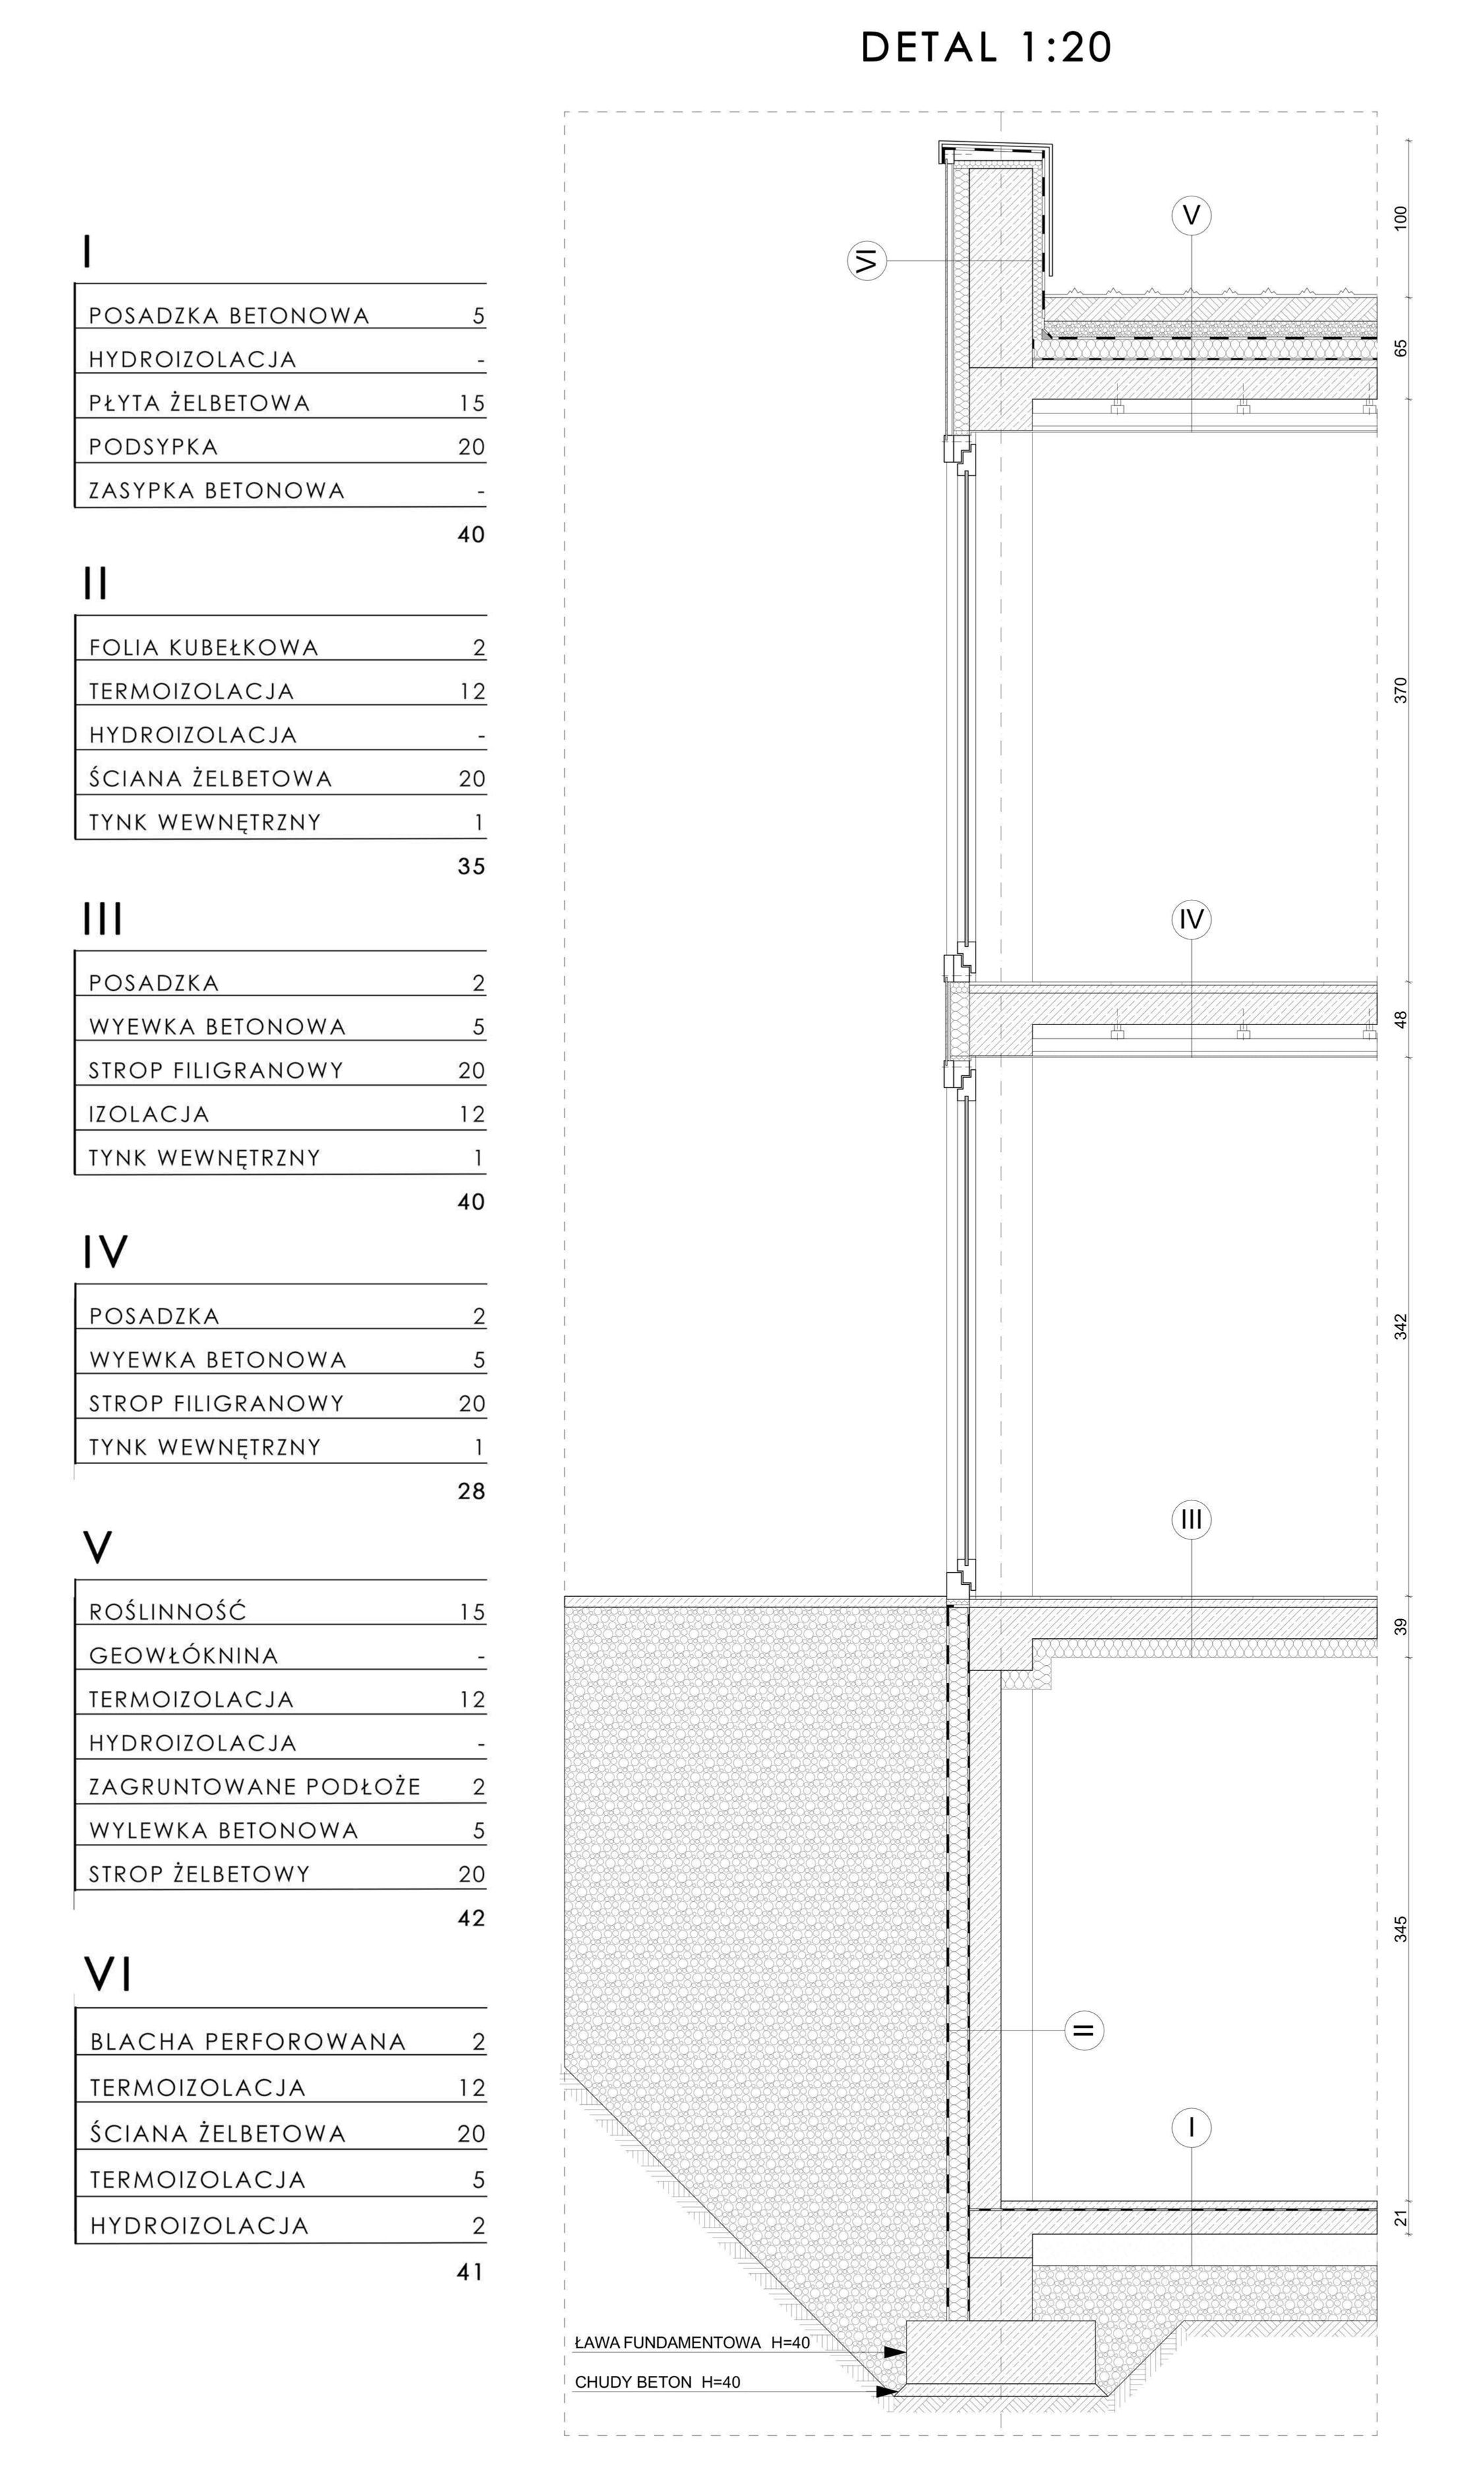 DETAL 1:20
I
POSADZKA BETONOWA 5
HYDROIZOLACJA -
PŁYTA ŻELBETOWA 15
PODSYPKA 20
ZASYPKA BETONOWA -
40
II
FOLIA KUBEŁKOWA 2
TERMOIZOLACJA 12
HYDROIZOLACJA -
ŚCIANA ŻELBETOWA 20
TYNK WEWNĘTRZNY 1
35
III
POSADZKA 2
WYEWKA BETONOWA 5
STROP FILIGRANOWY 20
IZOLACJA 12
TYNK WEWNĘTRZNY 1
40
IV
POSADZKA 2
WYEWKA BETONOWA 5
STROP FILIGRANOWY 20
TYNK WEWNĘTRZNY 1
28
V
ROŚLINNOŚĆ 15
GEOWŁÓKNINA -
TERMOIZOLACJA 12
HYDROIZOLACJA -
ZAGRUNTOWANE PODŁOŻE 2
WYLEWKA BETONOWA 5
STROP ŻELBETOWY 20
42
VI
BLACHA PERFOROWANA 2
TERMOIZOLACJA 12
ŚCIANA ŻELBETOWA 20
TERMOIZOLACJA 5
HYDROIZOLACJA 2
41
V
VI
IV
III
II
I
100
65
370
48
342
39
345
21
ŁAWA FUNDAMENTOWA H=40
CHUDY BETON H=40